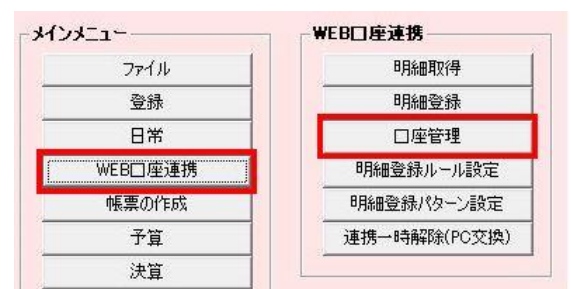 メインメニュー
ファイル
登録
日常
WEB口座連携
帳票の作成
予算
決算
WEB口座連携
明細取得
明細登録
口座管理
明細登録ルール設定
明細登録パターン設定
連携一時解除(PC交換)